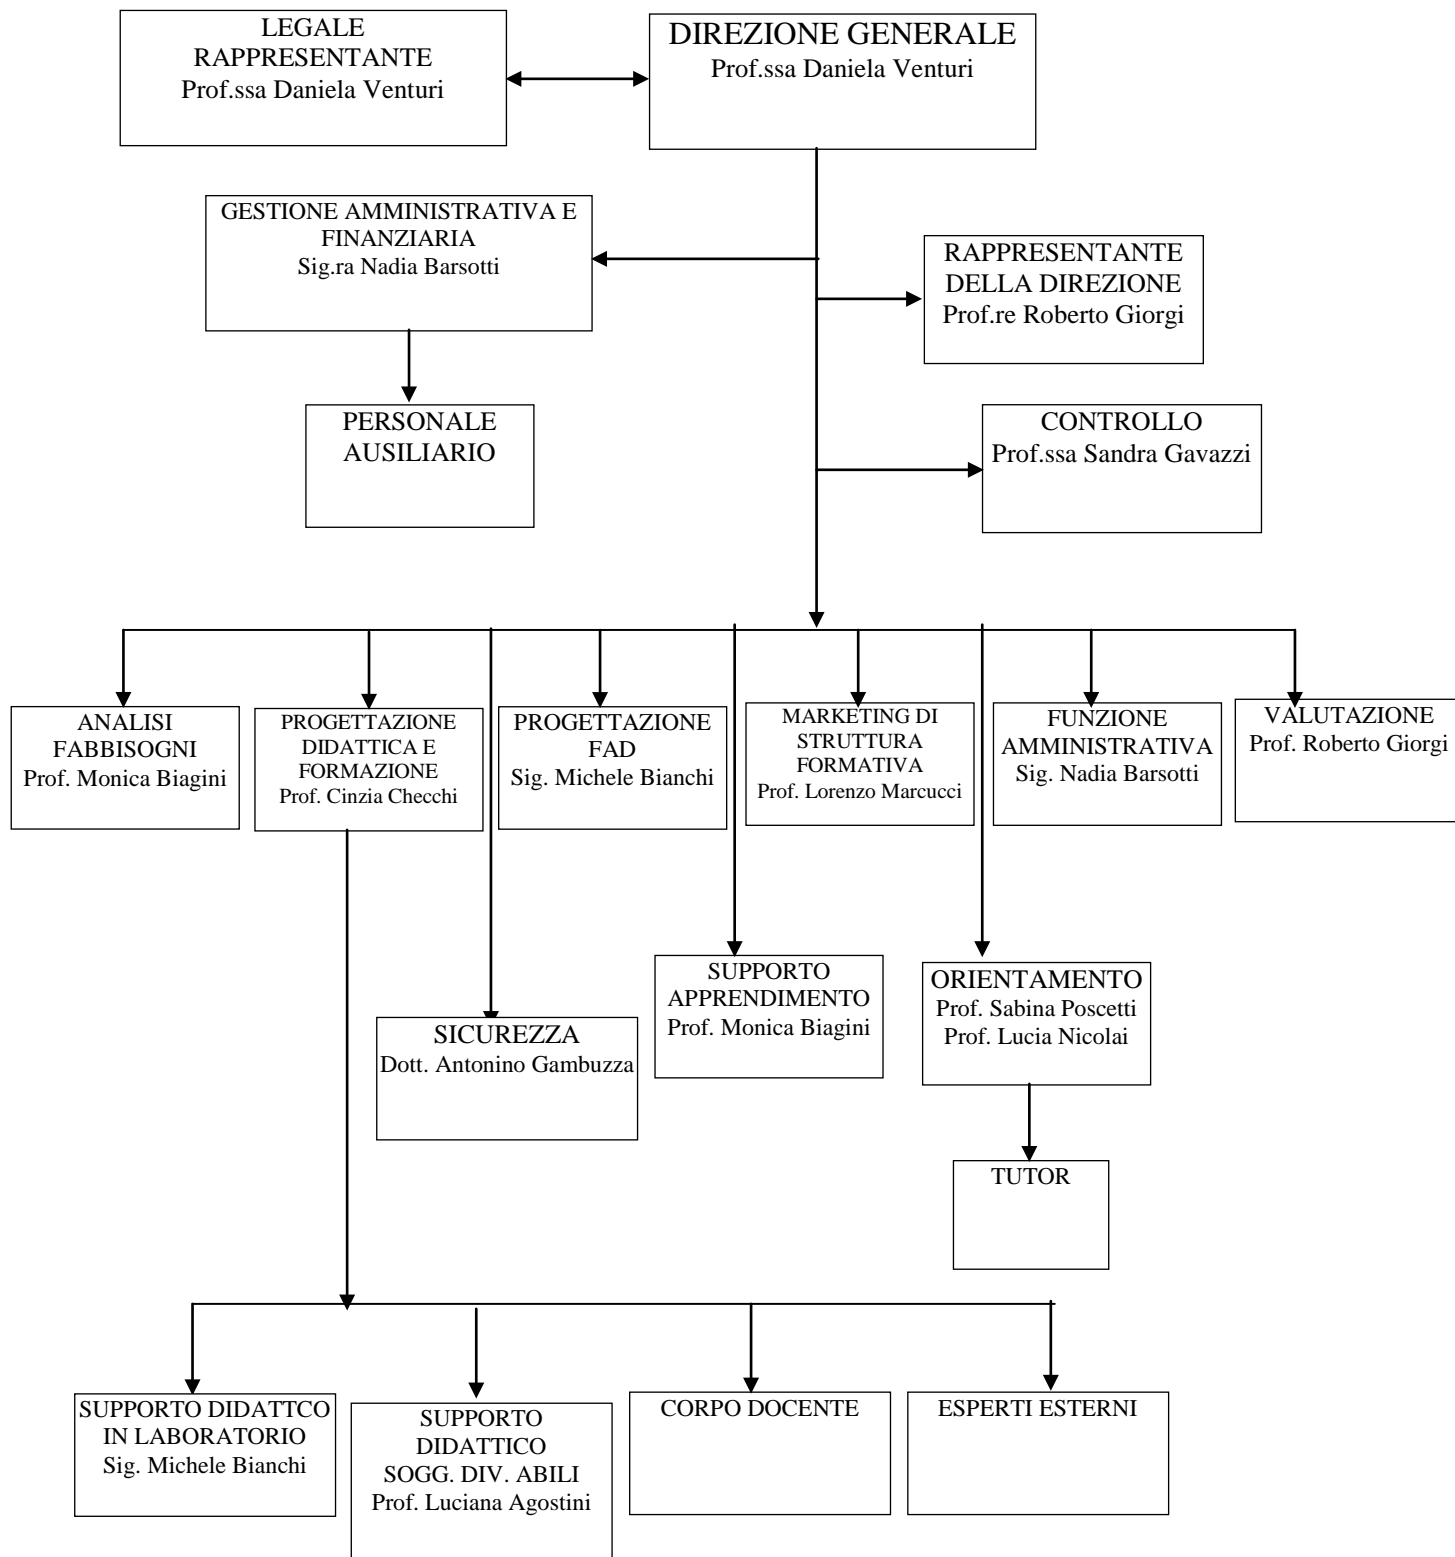 LEGALE
RAPPRESENTANTE
Prof.ssa Daniela Venturi
DIREZIONE GENERALE
Prof.ssa Daniela Venturi
GESTIONE AMMINISTRATIVA E
FINANZIARIA
Sig.ra Nadia Barsotti
RAPPRESENTANTE
DELLA DIREZIONE
Prof.re Roberto Giorgi
PERSONALE
AUSILIARIO
CONTROLLO
Prof.ssa Sandra Gavazzi
ANALISI
FABBISOGNI
Prof. Monica Biagini
PROGETTAZIONE
DIDATTICA E
FORMAZIONE
Prof. Cinzia Checchi
PROGETTAZIONE
FAD
Sig. Michele Bianchi
MARKETING DI
STRUTTURA
FORMATIVA
Prof. Lorenzo Marcucci
FUNZIONE
AMMINISTRATIVA
Sig. Nadia Barsotti
VALUTAZIONE
Prof. Roberto Giorgi
SUPPORTO
APPRENDIMENTO
Prof. Monica Biagini
ORIENTAMENTO
Prof. Sabina Poscetti
Prof. Lucia Nicolai
SICUREZZA
Dott. Antonino Gambuzza
TUTOR
SUPPORTO DIDATTCO
IN LABORATORIO
Sig. Michele Bianchi
SUPPORTO
DIDATTICO
SOGG. DIV. ABILI
Prof. Luciana Agostini
CORPO DOCENTE
ESPERTI ESTERNI